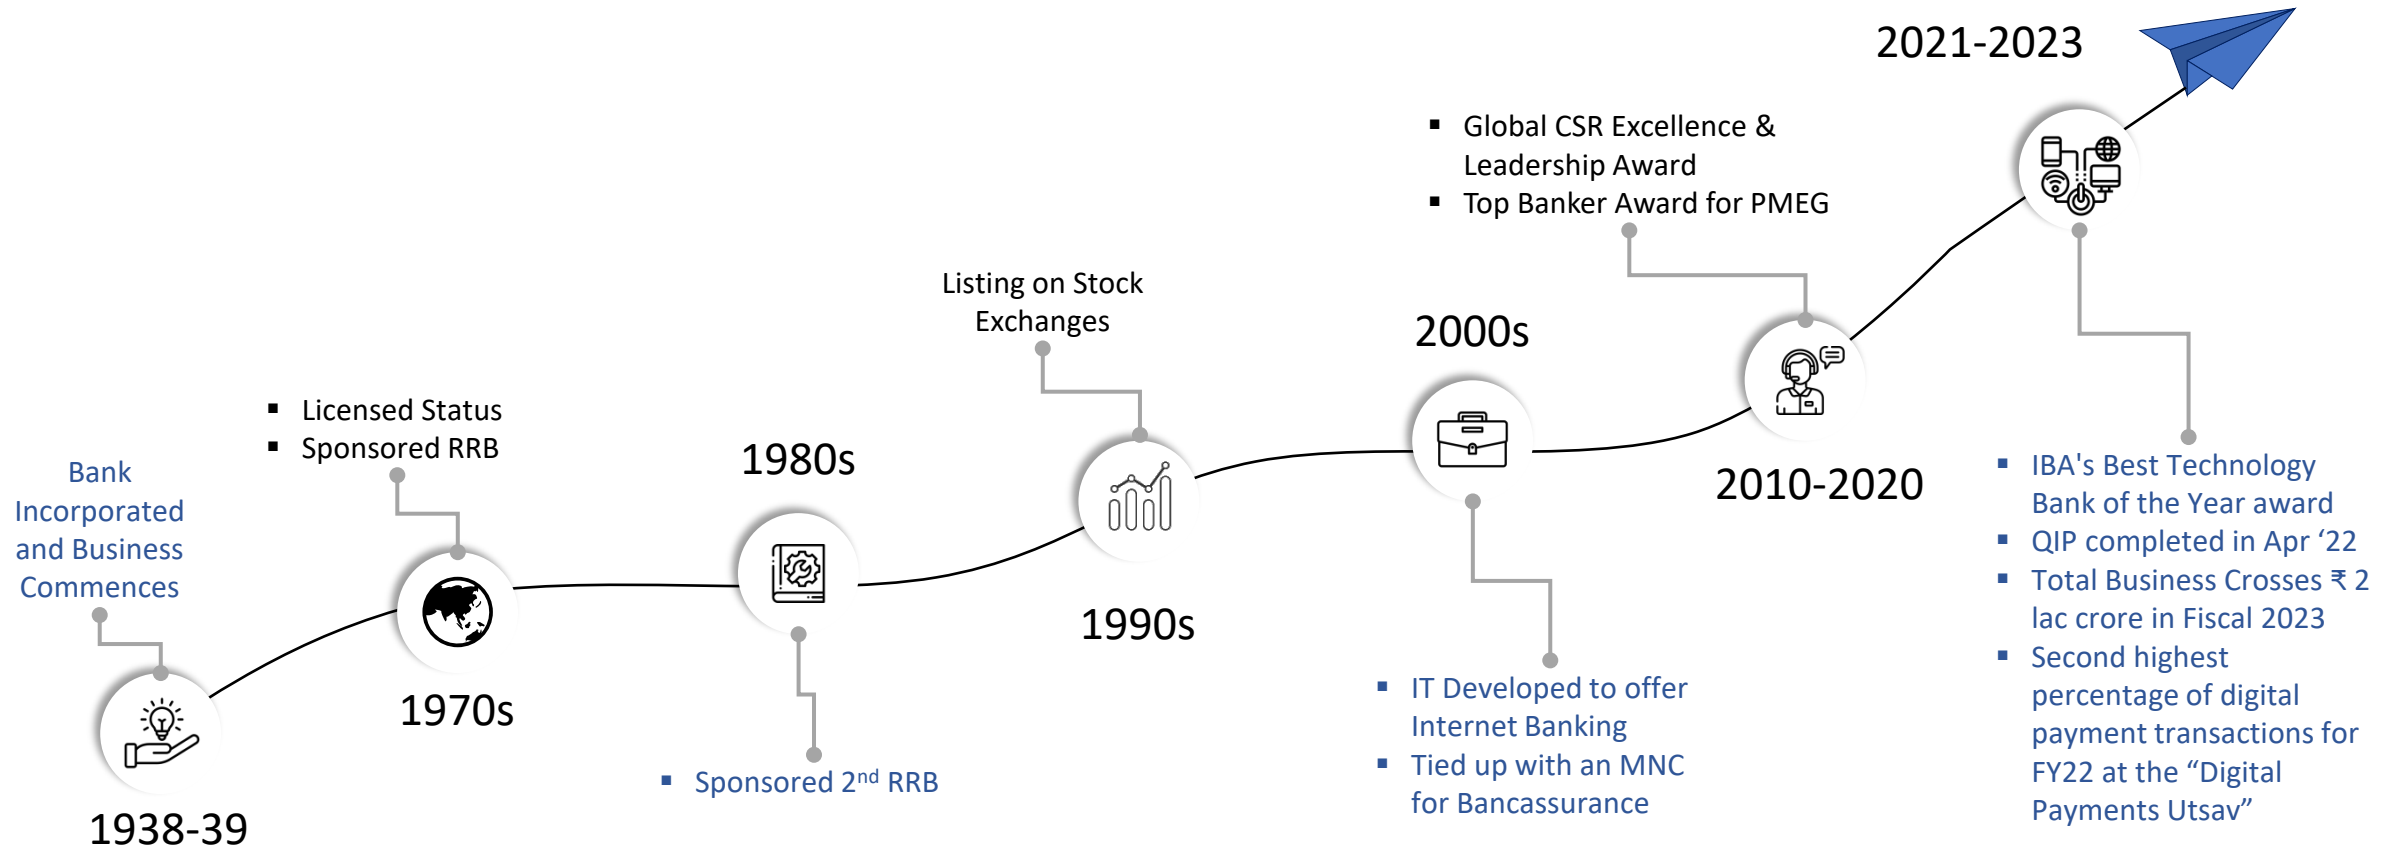 Bank
Incorporated
and Business
Commences
1938-39
▪ Licensed Status
▪ Sponsored RRB
1970s
1980s
▪ Sponsored 2nd RRB
Listing on Stock
Exchanges
1990s
2000s
▪ IT Developed to offer
Internet Banking
▪ Tied up with an MNC
for Bancassurance
▪ Global CSR Excellence &
Leadership Award
▪ Top Banker Award for PMEG
2010-2020
2021-2023
▪ IBA's Best Technology
Bank of the Year award
▪ QIP completed in Apr ‘22
▪ Total Business Crosses ₹ 2
lac crore in Fiscal 2023
▪ Second highest
percentage of digital
payment transactions for
FY22 at the “Digital
Payments Utsav”